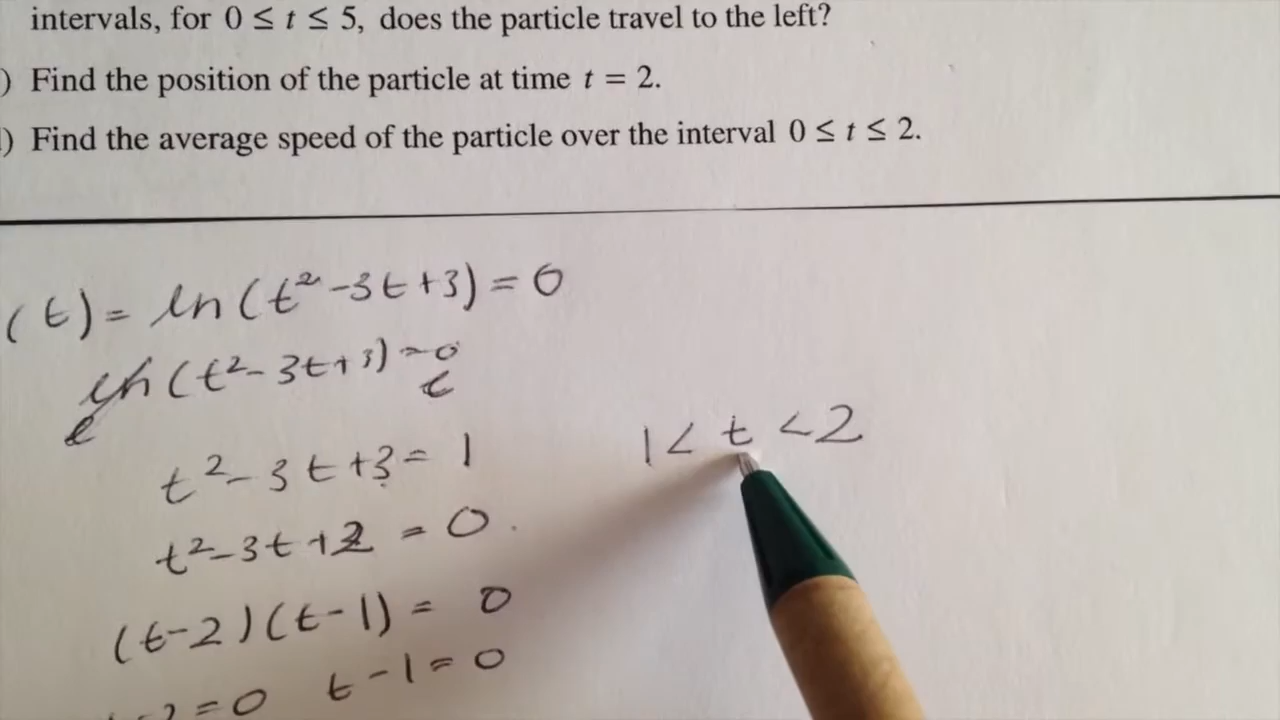 intervals, for 0 ≤ t ≤ 5, does the particle travel to the left?
) Find the position of the particle at time t = 2.
) Find the average speed of the particle over the interval 0 ≤ t ≤ 2.
(t) = ln(t²-3t+3) = 0
e ln(t²-3t+3) = 0 e
t²-3t+3 = 1
1 < t < 2
t²-3t+2 = 0.
(t-2)(t-1) = 0
-2=0 t-1=0